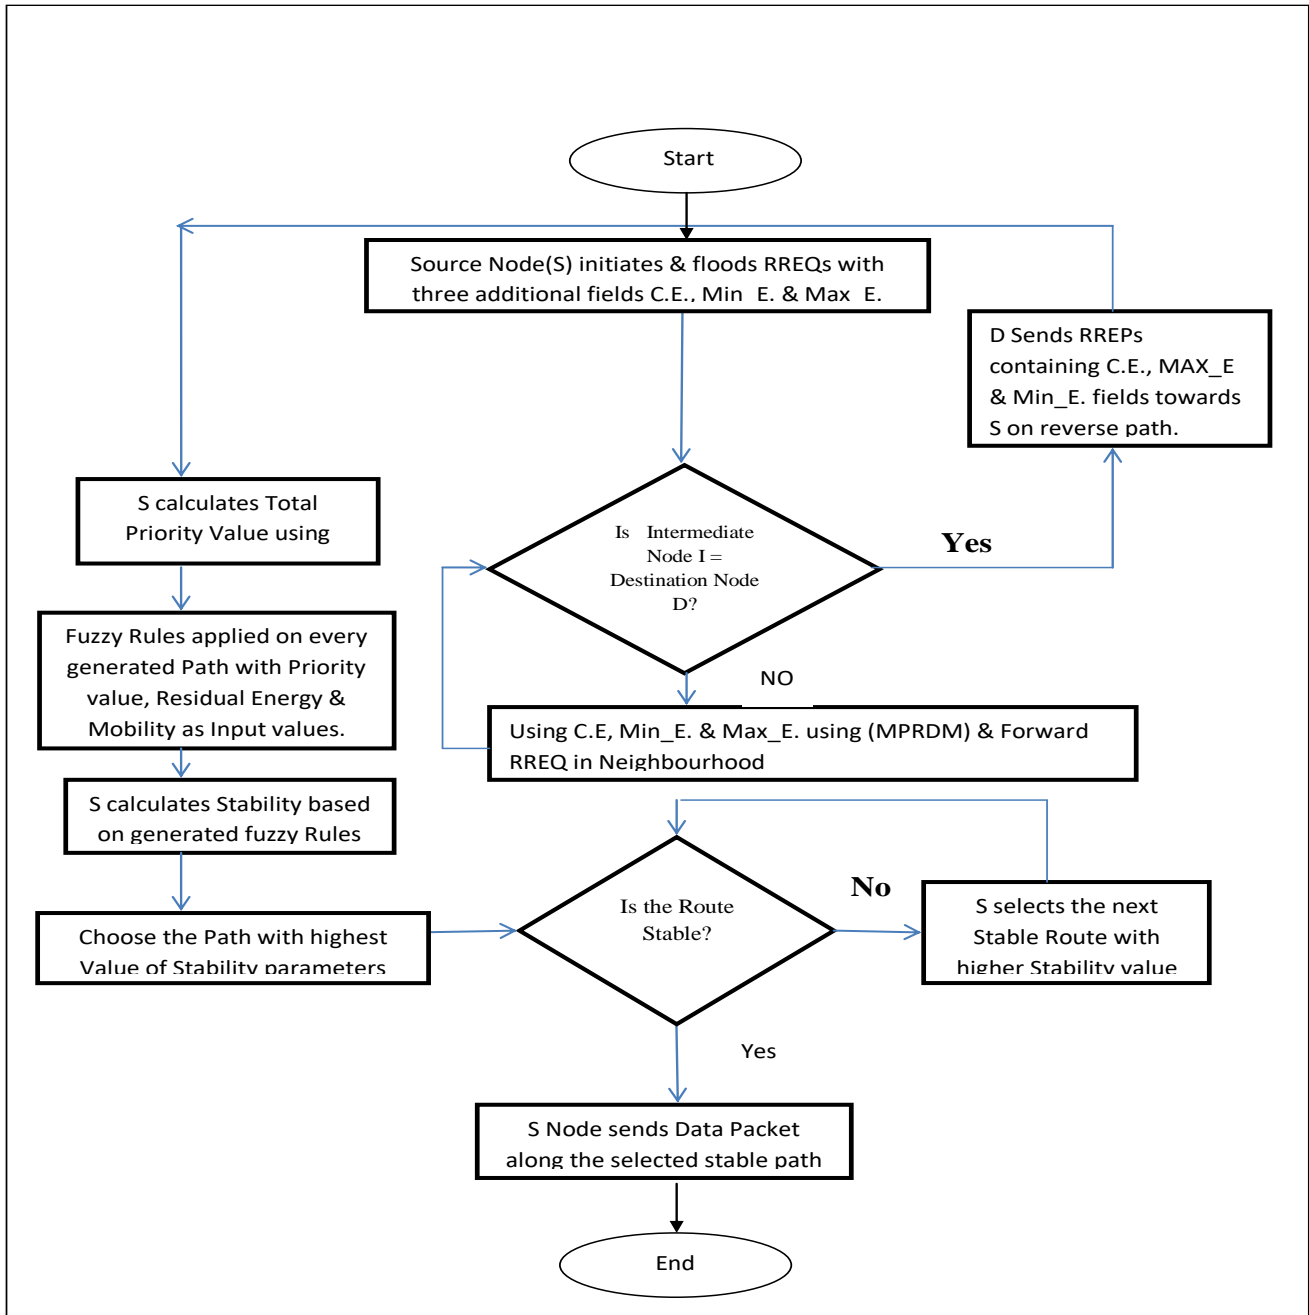 Start
Source Node(S) initiates & floods RREQs with
three additional fields C.E., Min_E. & Max_E.
D Sends RREPs
containing C.E., MAX_E
& Min_E. fields towards
S on reverse path.
Is Intermediate
Node I =
Destination Node
D?
Yes
NO
Using C.E, Min_E. & Max_E. using (MPRDM) & Forward
RREQ in Neighbourhood
S calculates Total
Priority Value using
Fuzzy Rules applied on every
generated Path with Priority
value, Residual Energy &
Mobility as Input values.
S calculates Stability based
on generated fuzzy Rules
Choose the Path with highest
Value of Stability parameters
Is the Route
Stable?
No
S selects the next
Stable Route with
higher Stability value
Yes
S Node sends Data Packet
along the selected stable path
End